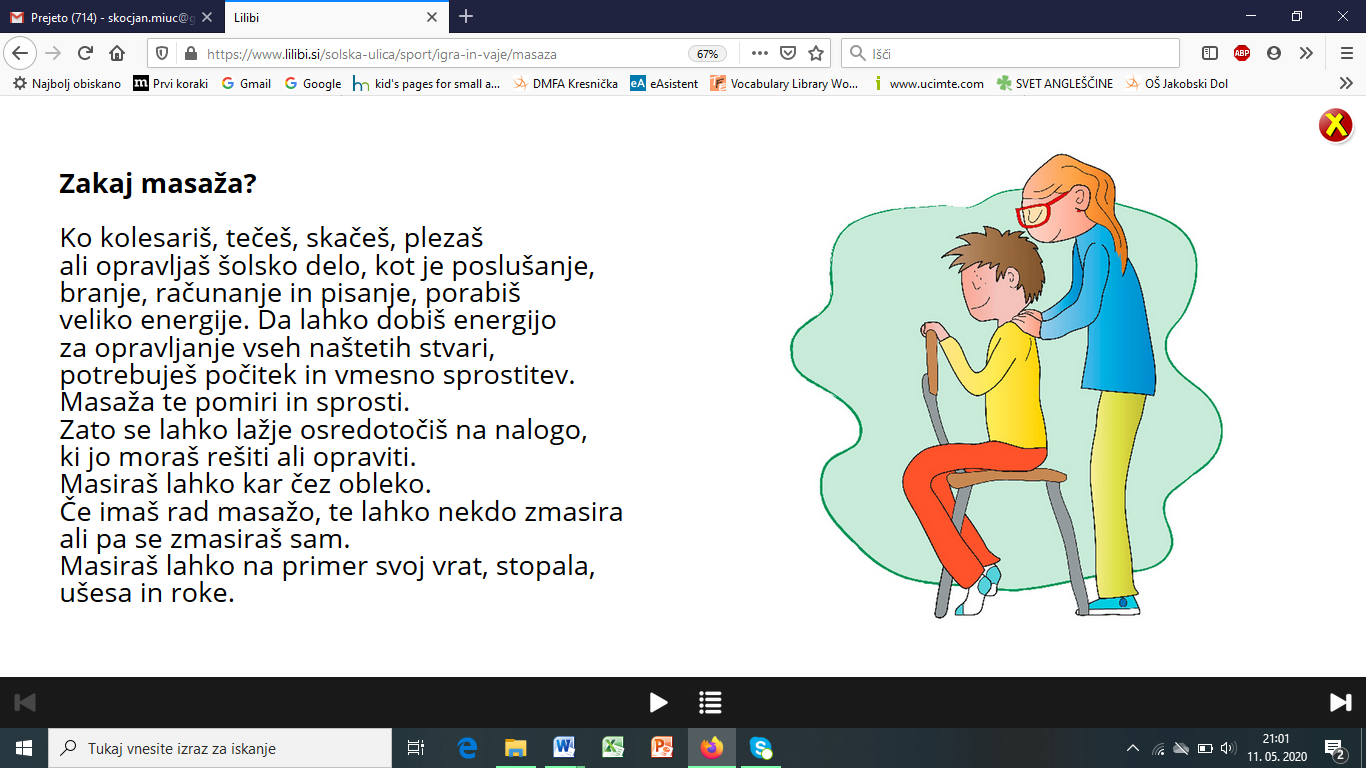 Prejeto (714) - skocjan.miuc@g
Lilibi
https://www.lilibi.si/solska-ulica/sport/igra-in-vaje/masaza
67%
Išči
ABP
Najbolj obiskano
m Prvi koraki
G Gmail
G Google
kid's pages for small a...
DMFA Kresnička
eA eAsistent
Vocabulary Library Wo...
www.ucimte.com
SVET ANGLEŠČINE
OŠ Jakobski Dol
X
Zakaj masaža?
Ko kolesariš, tečeš, skačeš, plezaš
ali opravljaš šolsko delo, kot je poslušanje,
branje, računanje in pisanje, porabiš
veliko energije. Da lahko dobiš energijo
za opravljanje vseh naštetih stvari,
potrebuješ počitek in vmesno sprostitev.
Masaža te pomiri in sprosti.
Zato se lahko lažje osredotočiš na nalogo,
ki jo moraš rešiti ali opraviti.
Masiraš lahko kar čez obleko.
Če imaš rad masažo, te lahko nekdo zmasira
ali pa se zmasiraš sam.
Masiraš lahko na primer svoj vrat, stopala,
ušesa in roke.
Tukaj vnesite izraz za iskanje
21:01
11. 05. 2020
2